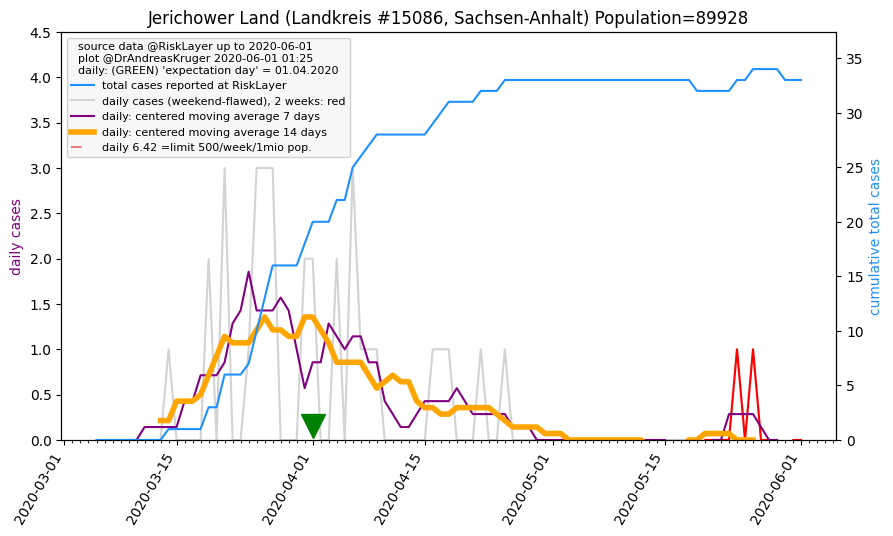 Jerichower Land (Landkreis #15086, Sachsen-Anhalt) Population=89928
source data @RiskLayer up to 2020-06-01
plot @DrAndreasKruger 2020-06-01 01:25
daily: (GREEN) 'expectation day' = 01.04.2020
total cases reported at RiskLayer
daily cases (weekend-flawed), 2 weeks: red
daily: centered moving average 7 days
daily: centered moving average 14 days
daily 6.42 =limit 500/week/1mio pop.
daily cases
4.5
4.0
3.5
3.0
2.5
2.0
1.5
1.0
0.5
0.0
35
30
25
20
15
10
5
0
cumulative total cases
2020-03-01
2020-03-15
2020-04-01
2020-04-15
2020-05-01
2020-05-15
2020-06-01